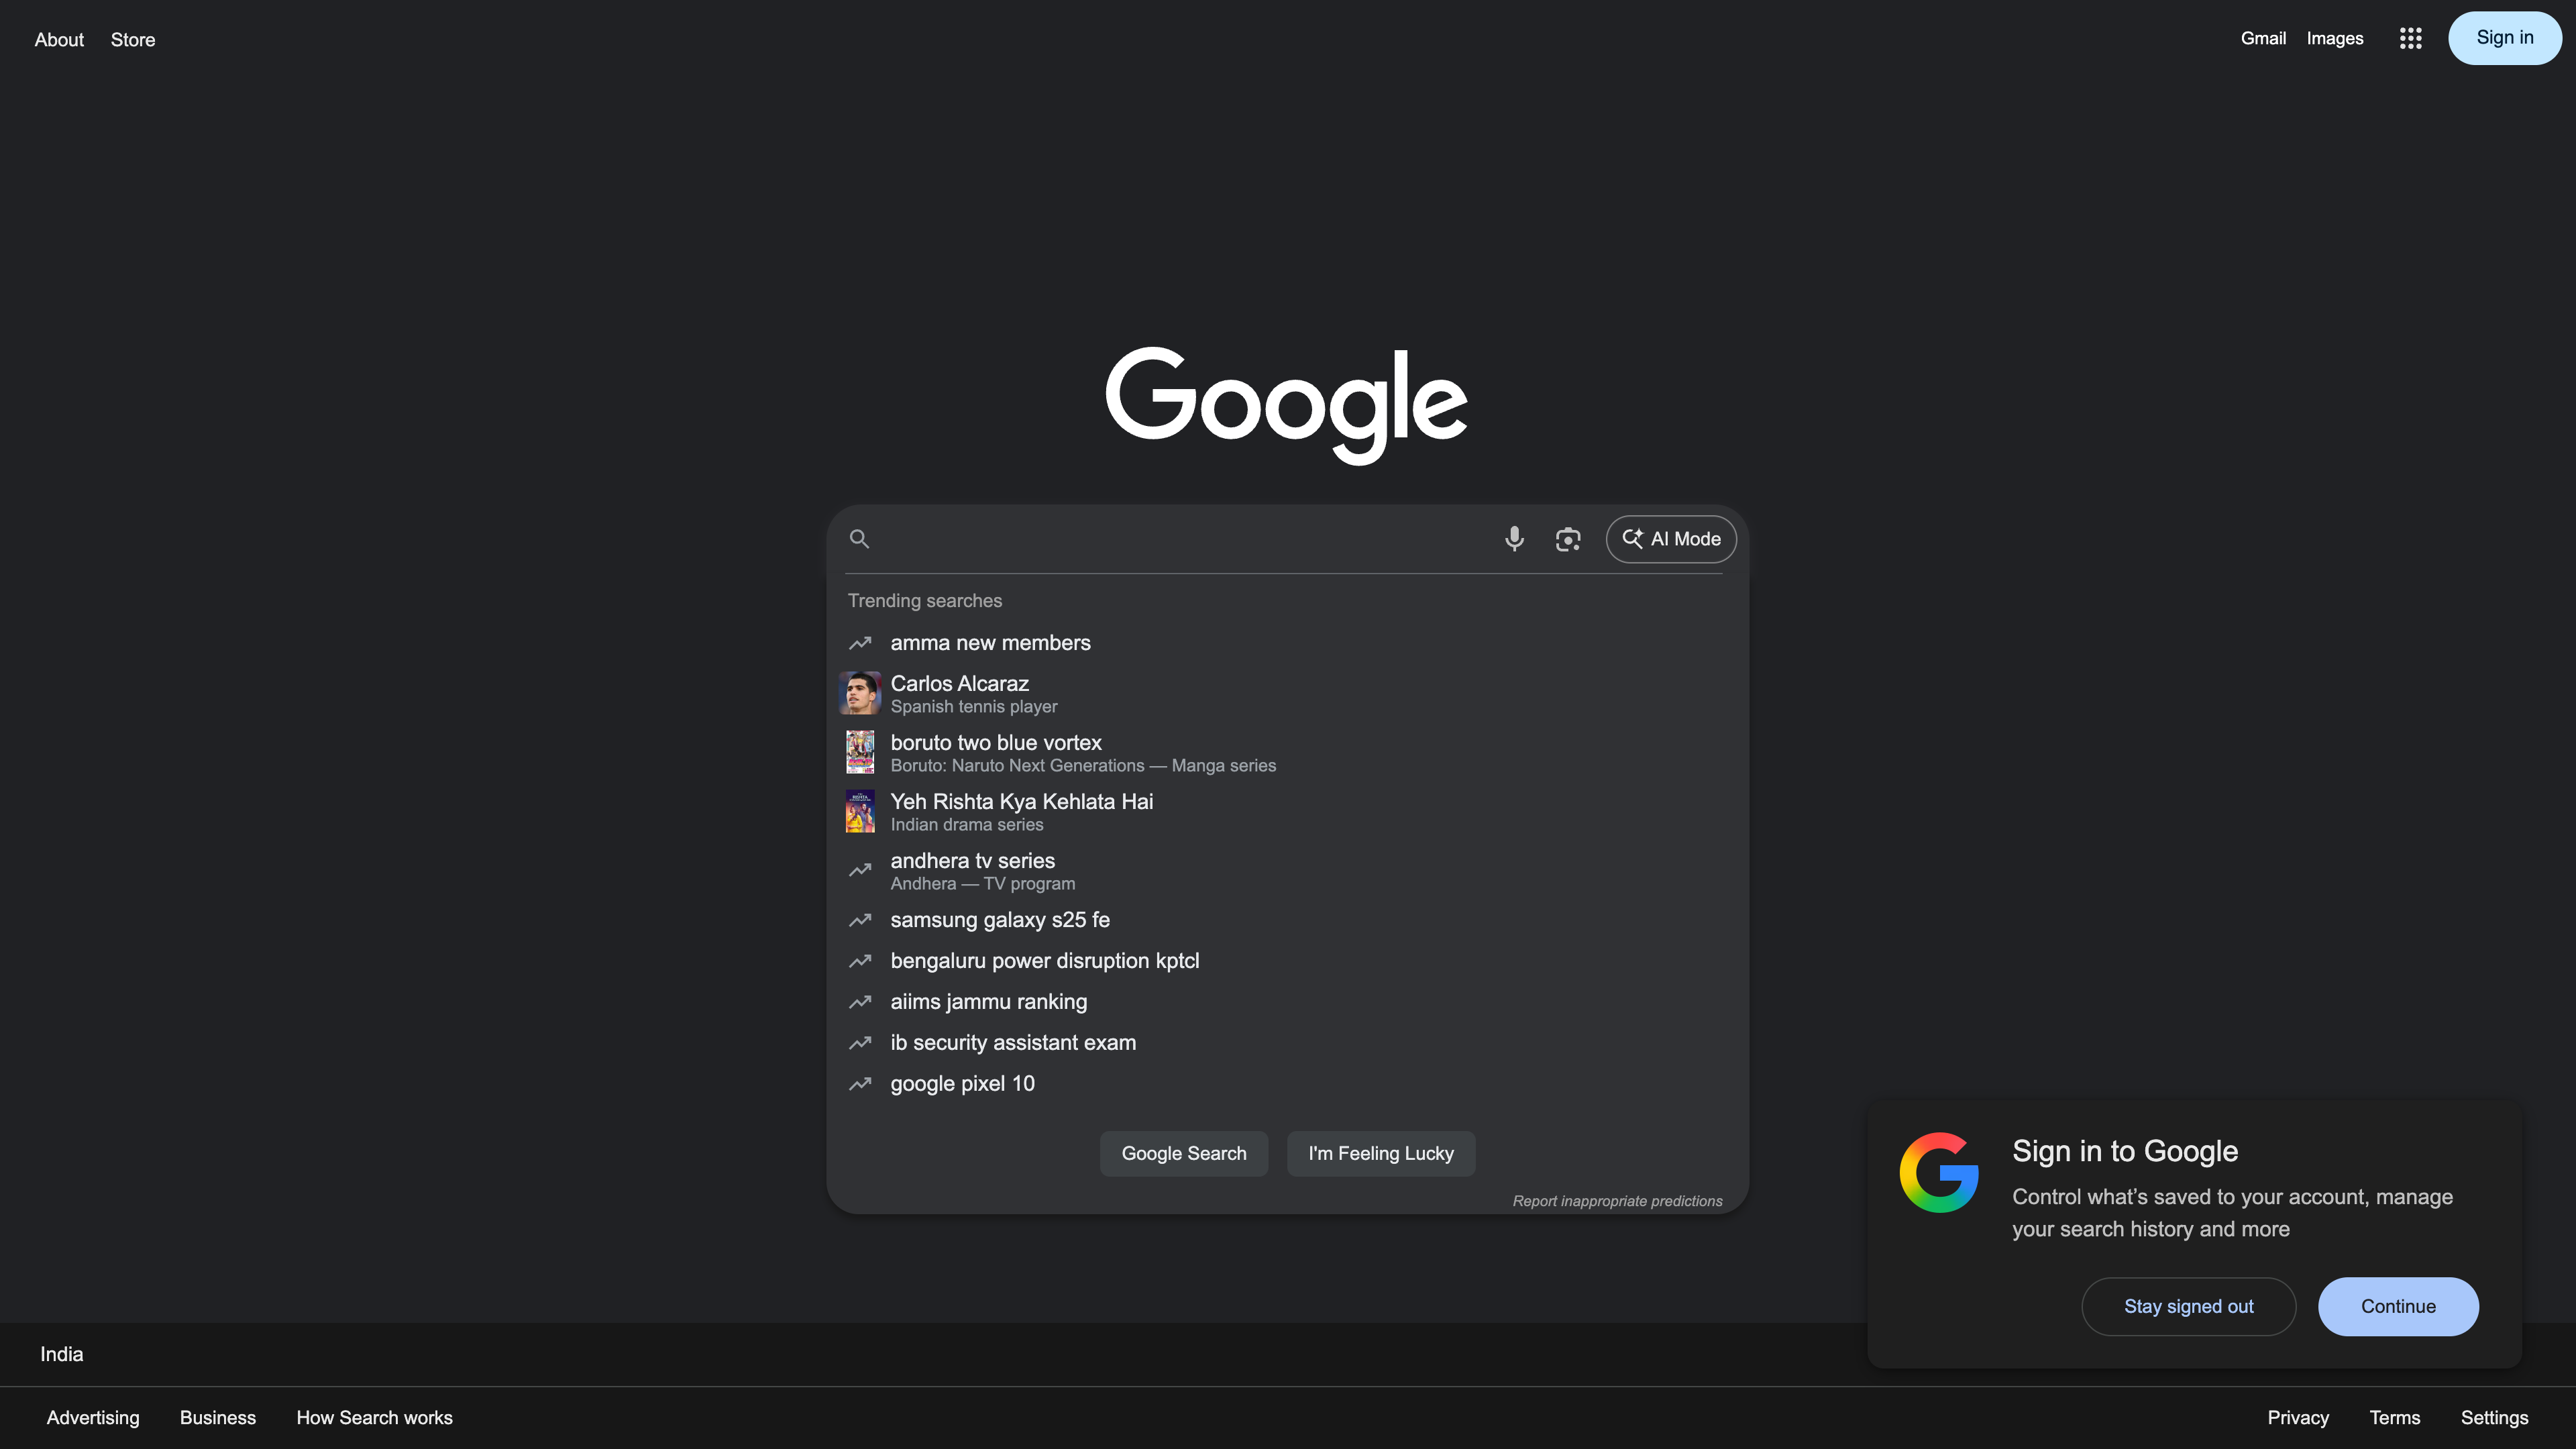 About Store
Gmail Images Sign in
Google
AI Mode
Trending searches
amma new members
Carlos Alcaraz
Spanish tennis player
boruto two blue vortex
Boruto: Naruto Next Generations — Manga series
Yeh Rishta Kya Kehlata Hai
Indian drama series
andhera tv series
Andhera — TV program
samsung galaxy s25 fe
bengaluru power disruption kptcl
aiims jammu ranking
ib security assistant exam
google pixel 10
Google Search I'm Feeling Lucky
Report inappropriate predictions
Sign in to Google
Control what’s saved to your account, manage
your search history and more
Stay signed out Continue
India
Advertising Business How Search works
Privacy Terms Settings